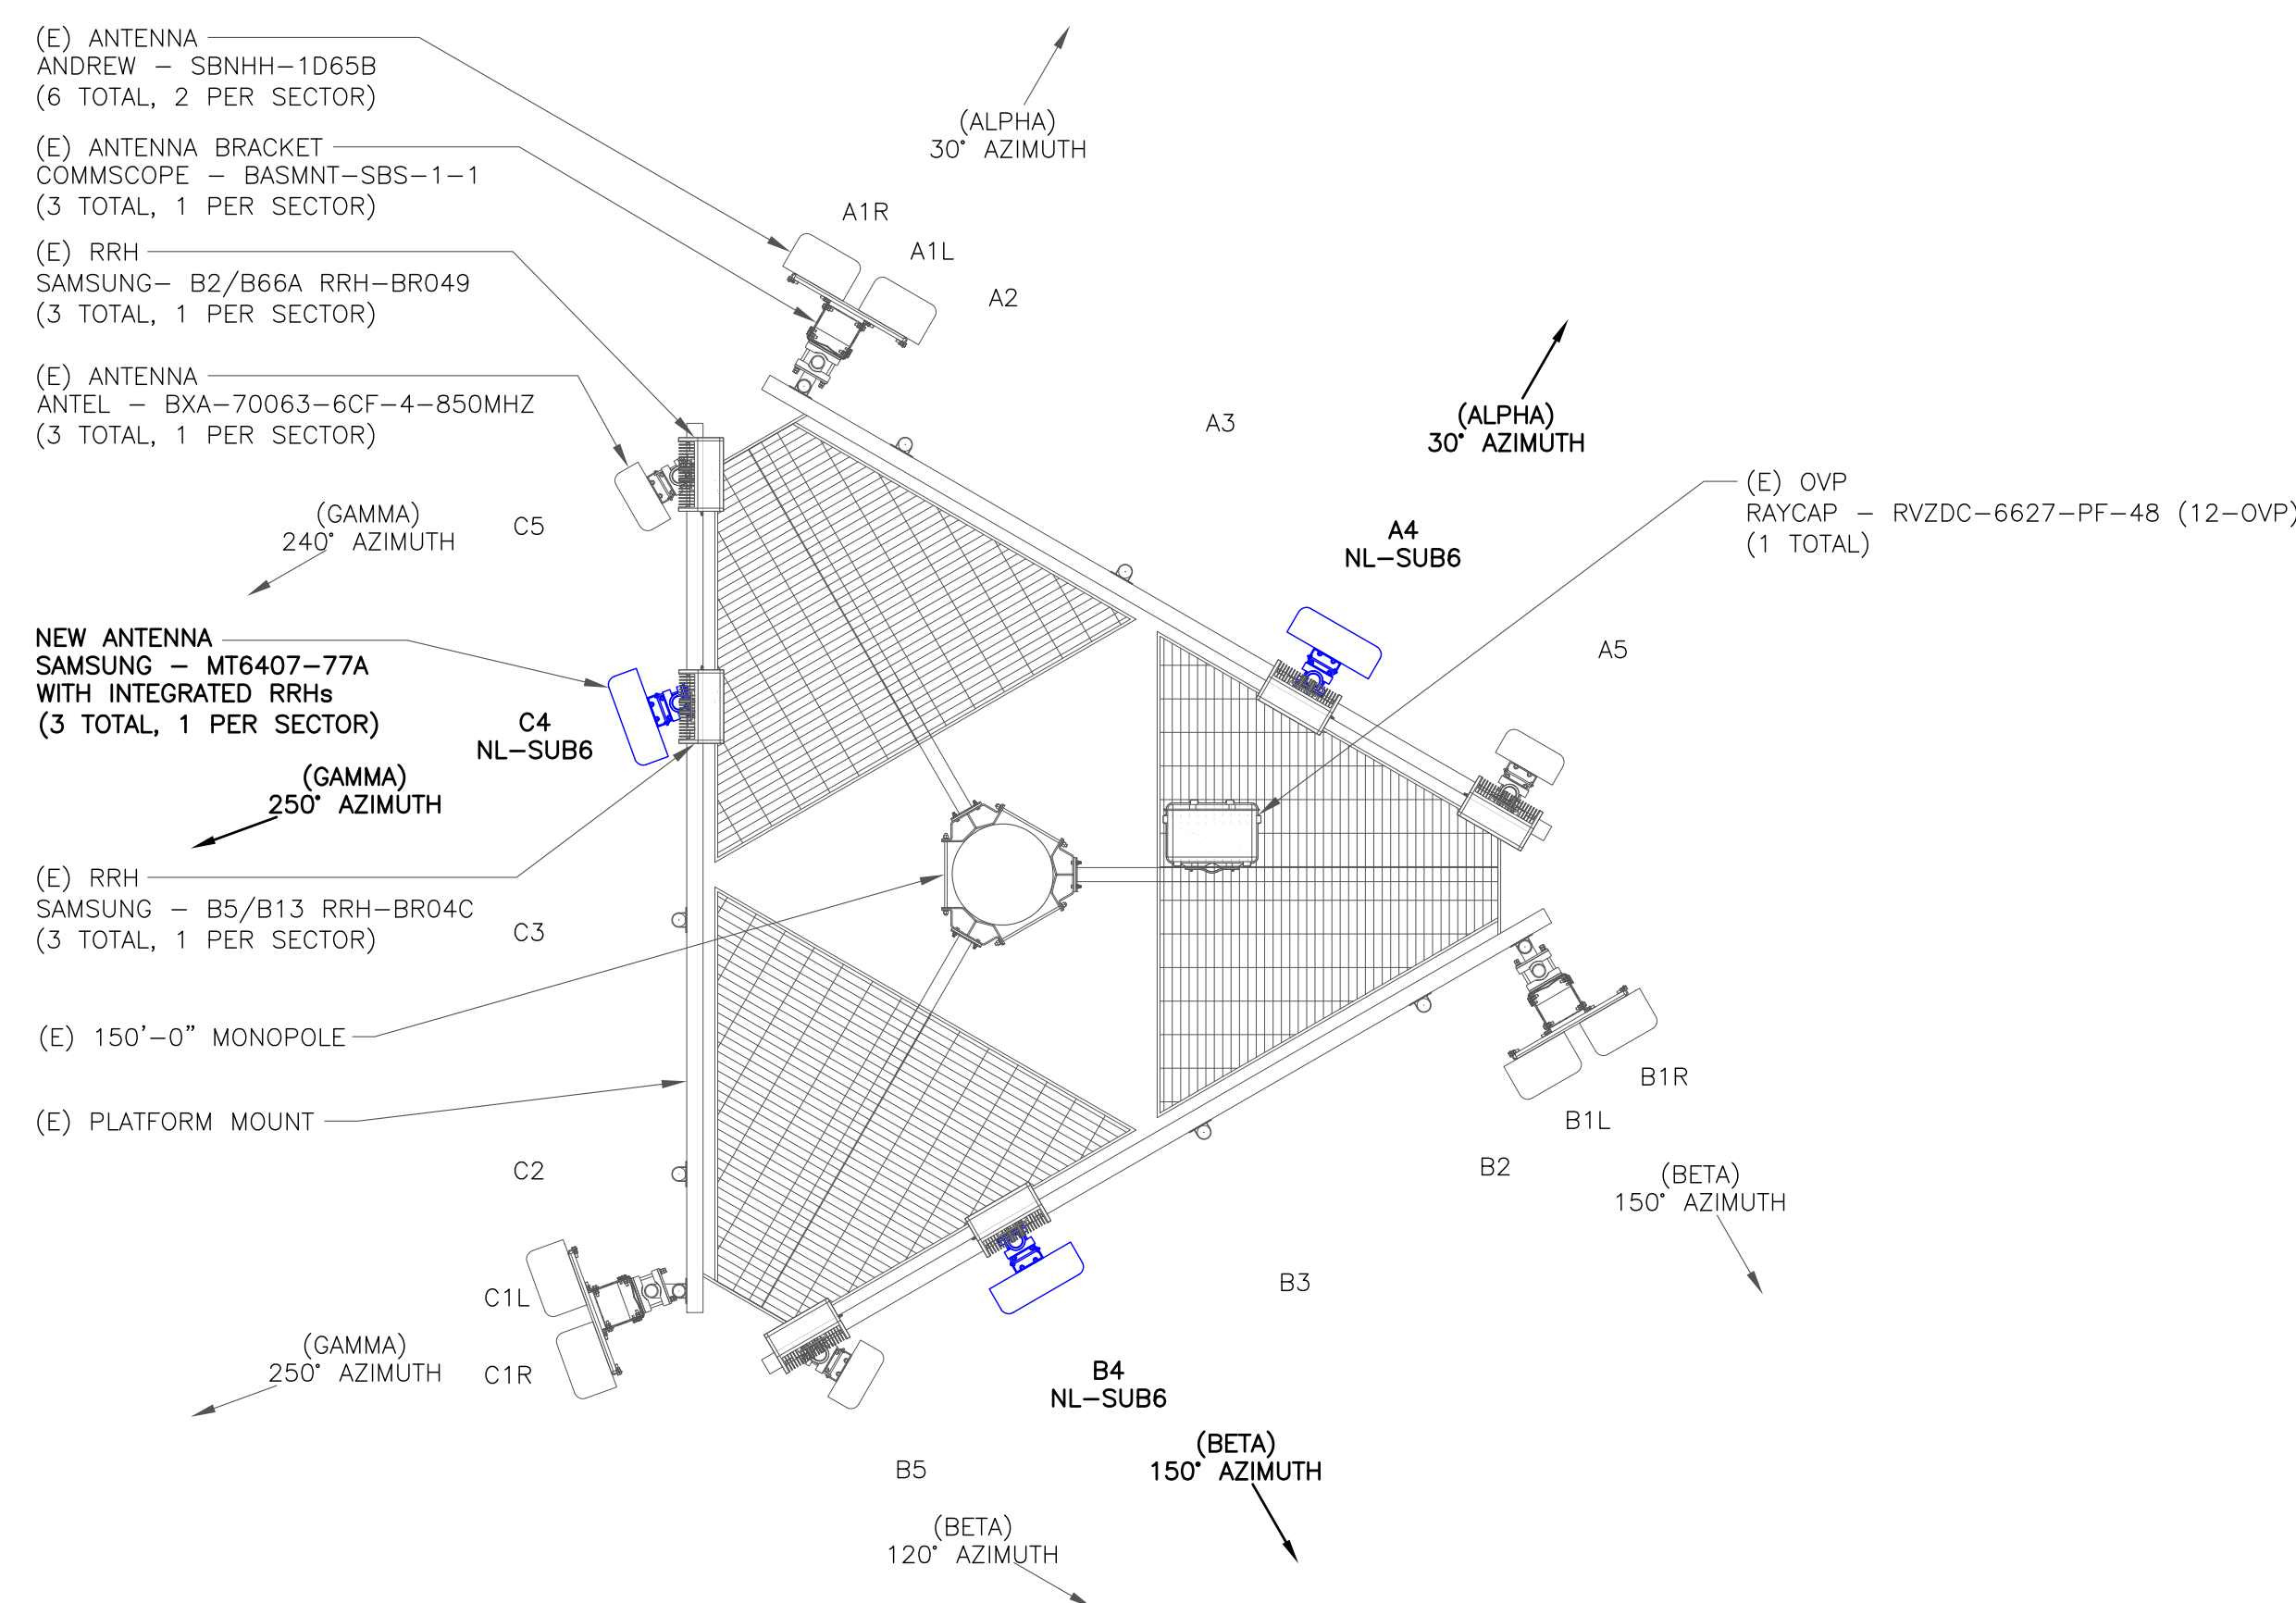 (E) ANTENNA
ANDREW - SBNHH-1D65B
(6 TOTAL, 2 PER SECTOR)
(E) ANTENNA BRACKET
COMMSCOPE - BASMNT-SBS-1-1
(3 TOTAL, 1 PER SECTOR)
(E) RRH
SAMSUNG- B2/B66A RRH-BR049
(3 TOTAL, 1 PER SECTOR)
(E) ANTENNA
ANTEL - BXA-70063-6CF-4-850MHZ
(3 TOTAL, 1 PER SECTOR)
(GAMMA)
240° AZIMUTH
C5
NEW ANTENNA
SAMSUNG - MT6407-77A
WITH INTEGRATED RRHs
(3 TOTAL, 1 PER SECTOR)
C4
NL-SUB6
(GAMMA)
250° AZIMUTH
(E) RRH
SAMSUNG - B5/B13 RRH-BR04C
(3 TOTAL, 1 PER SECTOR)
C3
(E) 150'-0" MONOPOLE
(E) PLATFORM MOUNT
C2
C1L
(GAMMA)
250° AZIMUTH
C1R
(ALPHA)
30° AZIMUTH
A1R
A1L
A2
A3
(ALPHA)
30° AZIMUTH
A4
NL-SUB6
(E) OVP
RAYCAP - RVZDC-6627-PF-48 (12-OVP)
(1 TOTAL)
A5
B1R
B1L
B2
(BETA)
150° AZIMUTH
B3
B4
NL-SUB6
(BETA)
150° AZIMUTH
B5
(BETA)
120° AZIMUTH